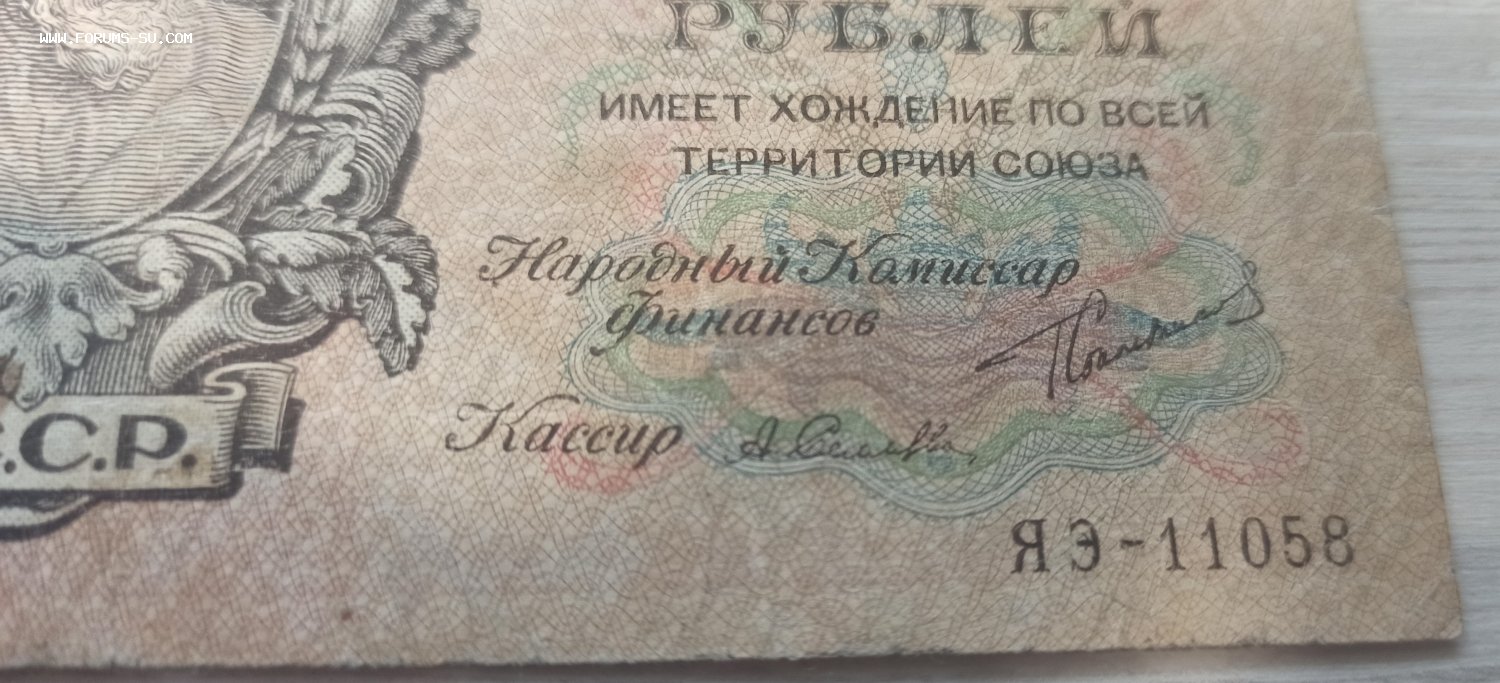 WWW.FORUMS-SU.COM
РУБЛЕЙ
ИМЕЕТ ХОЖДЕНИЕ ПО ВСЕЙ
ТЕРРИТОРИИ СОЮЗА
Народный Комиссар
финансов
Кассир
.С.Р.
ЯЭ-11058